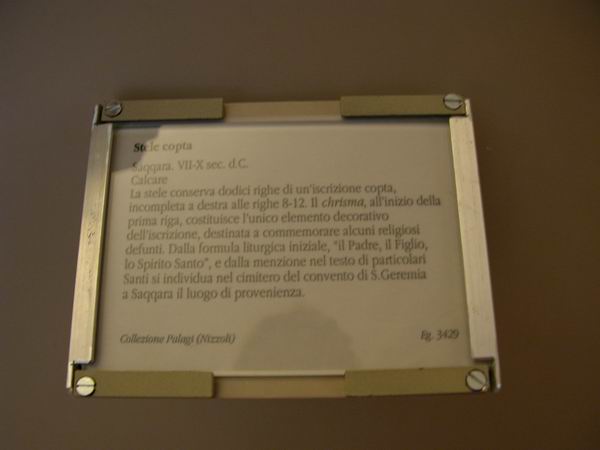 Stele copta
Saqqara. VII-X sec. d.C.
Calcare
La stele conserva dodici righe di un'iscrizione copta,
incompleta a destra alle righe 8-12. Il chrisma, all'inizio della
prima riga, costituisce l'unico elemento decorativo
dell'iscrizione, destinata a commemorare alcuni religiosi
defunti. Dalla formula liturgica iniziale, "il Padre, il Figlio,
lo Spirito Santo", e dalla menzione nel testo di particolari
Santi si individua nel cimitero del convento di S.Geremia
a Saqqara il luogo di provenienza.
Collezione Palagi (Nizzoli)
Eg. 3429